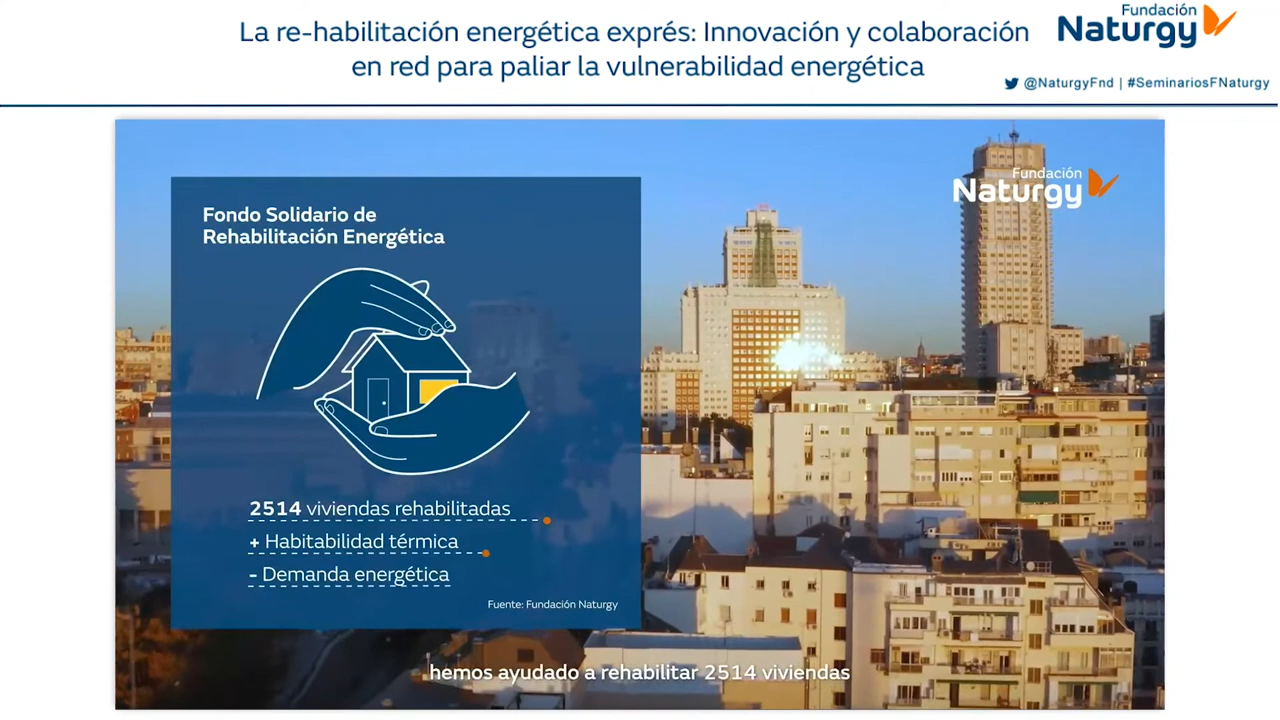 La re-habilitación energética exprés: Innovación y colaboración
en red para paliar la vulnerabilidad energética
Fundación
Naturgy
@NaturgyFnd | #SeminariosFNaturgy
Fundación
Naturgy
Fondo Solidario de
Rehabilitación Energética
2514 viviendas rehabilitadas
+ Habitabilidad térmica
- Demanda energética
Fuente: Fundación Naturgy
hemos ayudado a rehabilitar 2514 viviendas